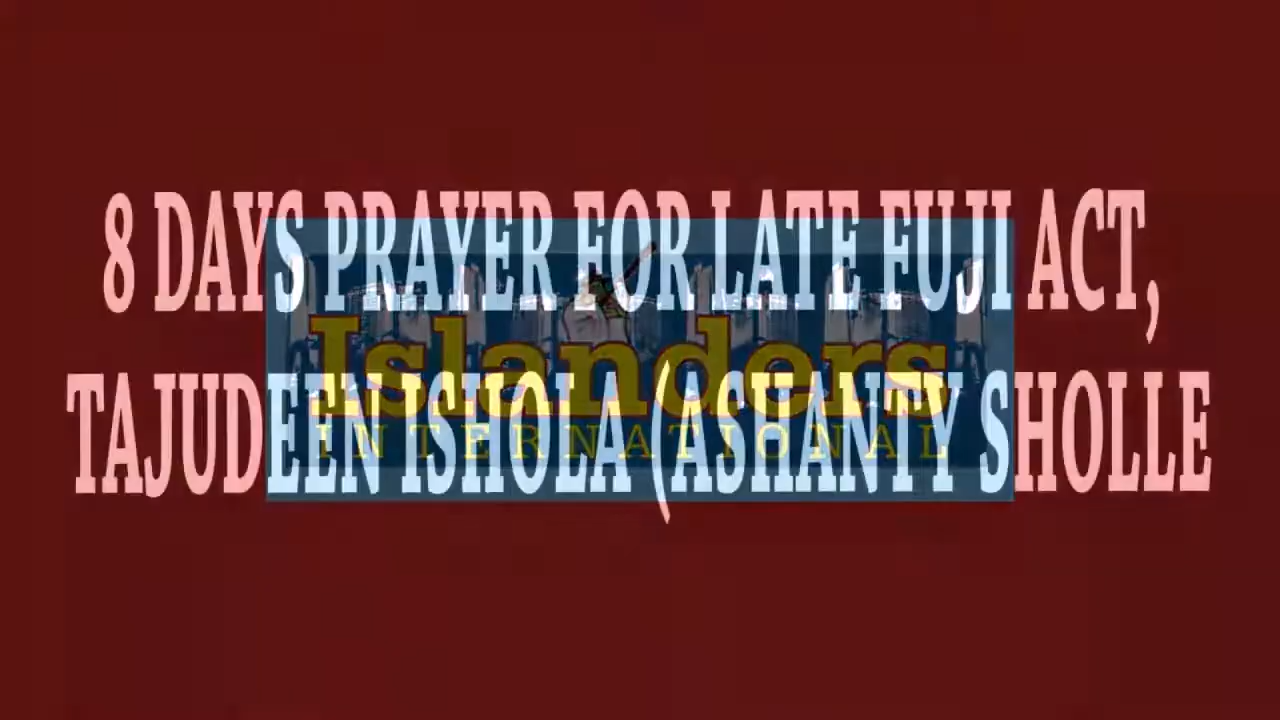 8 DAYS PRAYER FOR LATE FUJI ACT,
Islanders
TAJUDEEN ISHOLA (ASHANTY SHOLLE
INTERNATIONAL